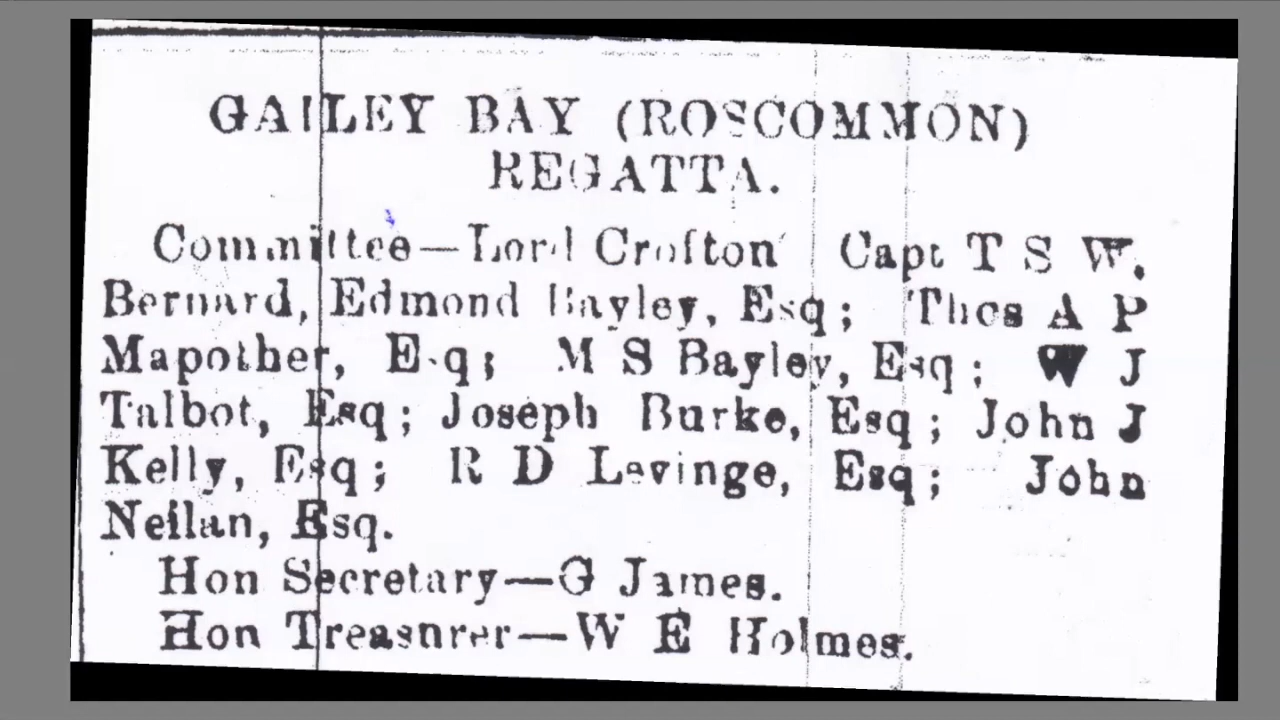 GAILEY BAY (ROSCOMMON)
REGATTA.
Committee—Lord Crofton Capt T S W.
Bernard, Edmond Bayley, Esq; Thos A P
Mapother, Esq; M S Bayley, Esq; W J
Talbot, Esq; Joseph Burke, Esq; John J
Kelly, Esq; R D Levinge, Esq; John
Neilan, Esq.
Hon Secretary—G James.
Hon Treasurer—W E Holmes.